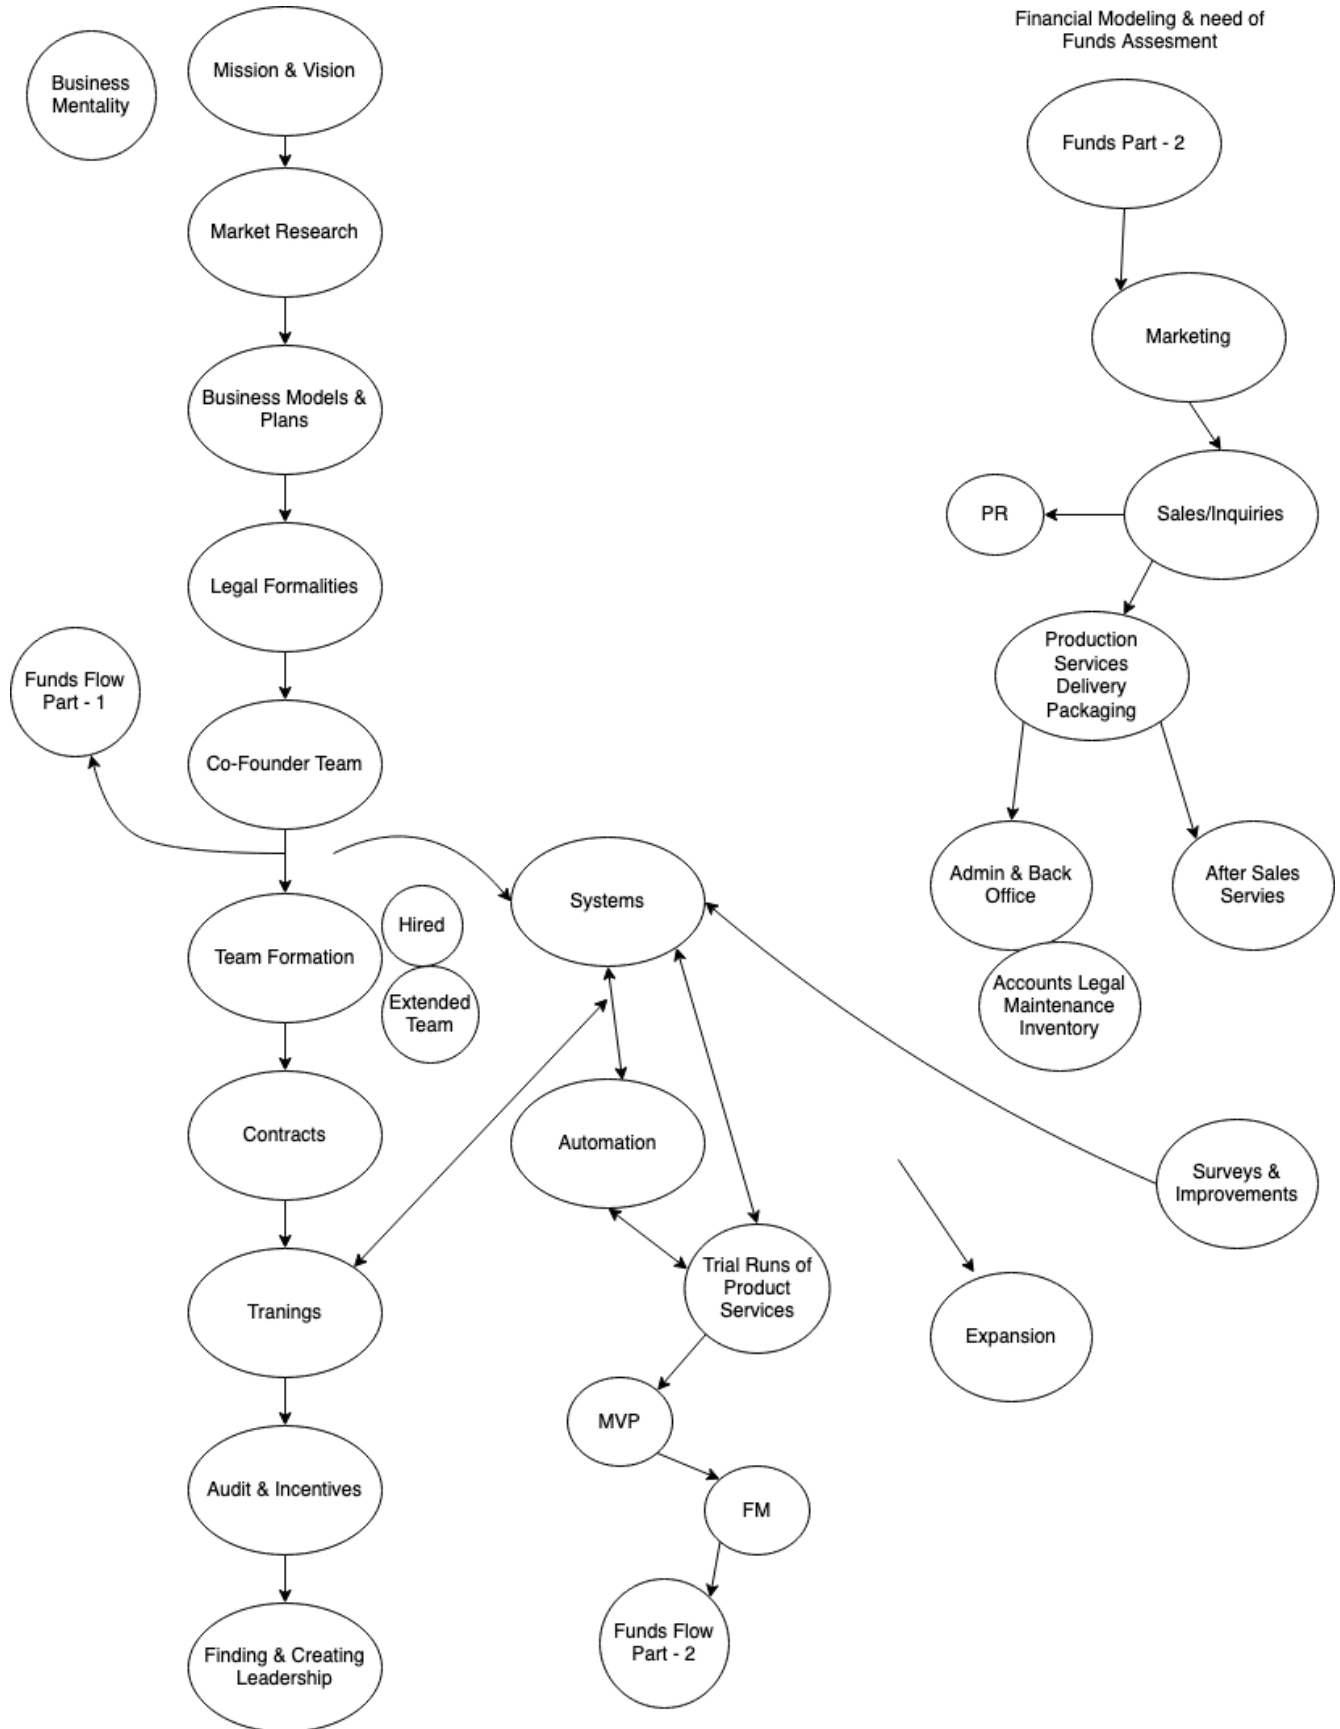 Financial Modeling & need of
Funds Assesment
Business
Mentality
Mission & Vision
Funds Part - 2
Market Research
Marketing
Business Models &
Plans
PR
Sales/Inquiries
Legal Formalities
Production
Services
Delivery
Packaging
Funds Flow
Part - 1
Co-Founder Team
Systems
Admin & Back
Office
After Sales
Servies
Hired
Team Formation
Extended
Team
Accounts Legal
Maintenance
Inventory
Contracts
Automation
Surveys &
Improvements
Tranings
Trial Runs of
Product
Services
Expansion
MVP
Audit & Incentives
FM
Funds Flow
Part - 2
Finding & Creating
Leadership